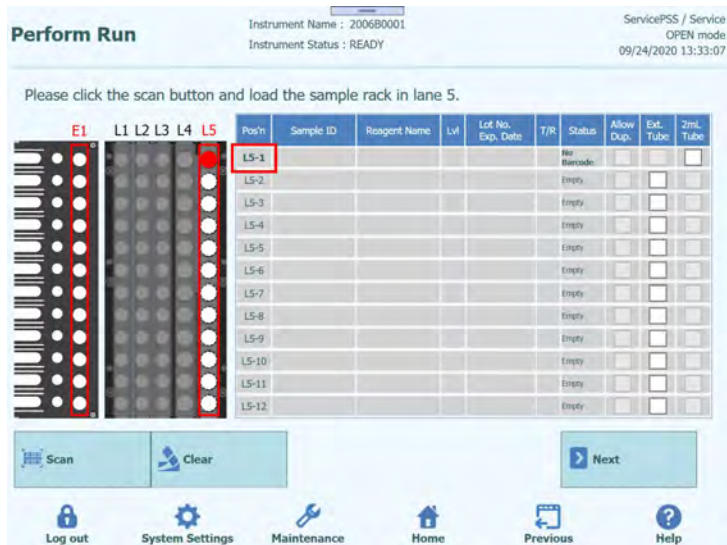 Perform Run
Instrument Name : 2006B0001
Instrument Status : READY
ServicePSS / Service
OPEN mode
09/24/2020 13:33:07
Please click the scan button and load the sample rack in lane 5.
E1 L1 L2 L3 L4 L5
Pos'n Sample ID Reagent Name Lvl Lot No. Exp. Date T/R Status Allow Dup. Ext. Tube 2mL Tube
L5-1 No Barcode
L5-2 Empty
L5-3 Empty
L5-4 Empty
L5-5 Empty
L5-6 Empty
L5-7 Empty
L5-8 Empty
L5-9 Empty
L5-10 Empty
L5-11 Empty
L5-12 Empty
Scan Clear Next
Log out System Settings Maintenance Home Previous Help